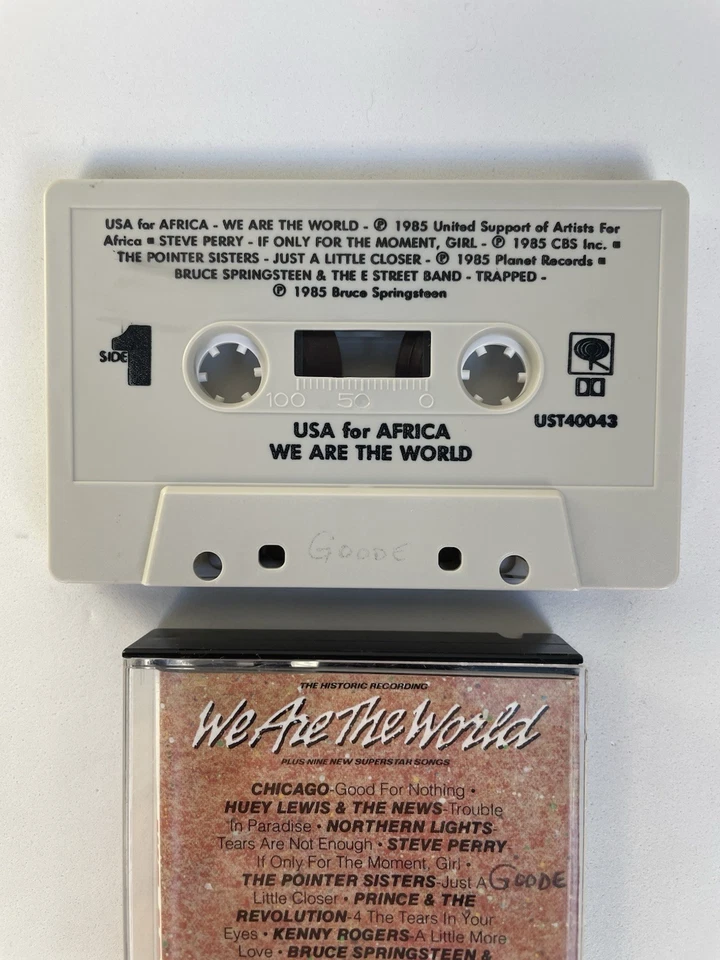 USA for AFRICA - WE ARE THE WORLD - ℗ 1985 United Support of Artists For
Africa ■ STEVE PERRY - IF ONLY FOR THE MOMENT, GIRL - ℗ 1985 CBS Inc. ■
THE POINTER SISTERS - JUST A LITTLE CLOSER - ℗ 1985 Planet Records ■
BRUCE SPRINGSTEEN & THE E STREET BAND - TRAPPED -
℗ 1985 Bruce Springsteen
SIDE 1
100 50 0
UST40043
USA for AFRICA
WE ARE THE WORLD
GOODE
THE HISTORIC RECORDING
We Are The World
PLUS NINE NEW SUPERSTAR SONGS
CHICAGO-Good For Nothing •
HUEY LEWIS & THE NEWS-Trouble
In Paradise • NORTHERN LIGHTS-
Tears Are Not Enough • STEVE PERRY
If Only For The Moment, Girl •
THE POINTER SISTERS-Just A GOODE
Little Closer • PRINCE & THE
REVOLUTION-4 The Tears In Your
Eyes • KENNY ROGERS-A Little More
Love • BRUCE SPRINGSTEEN &